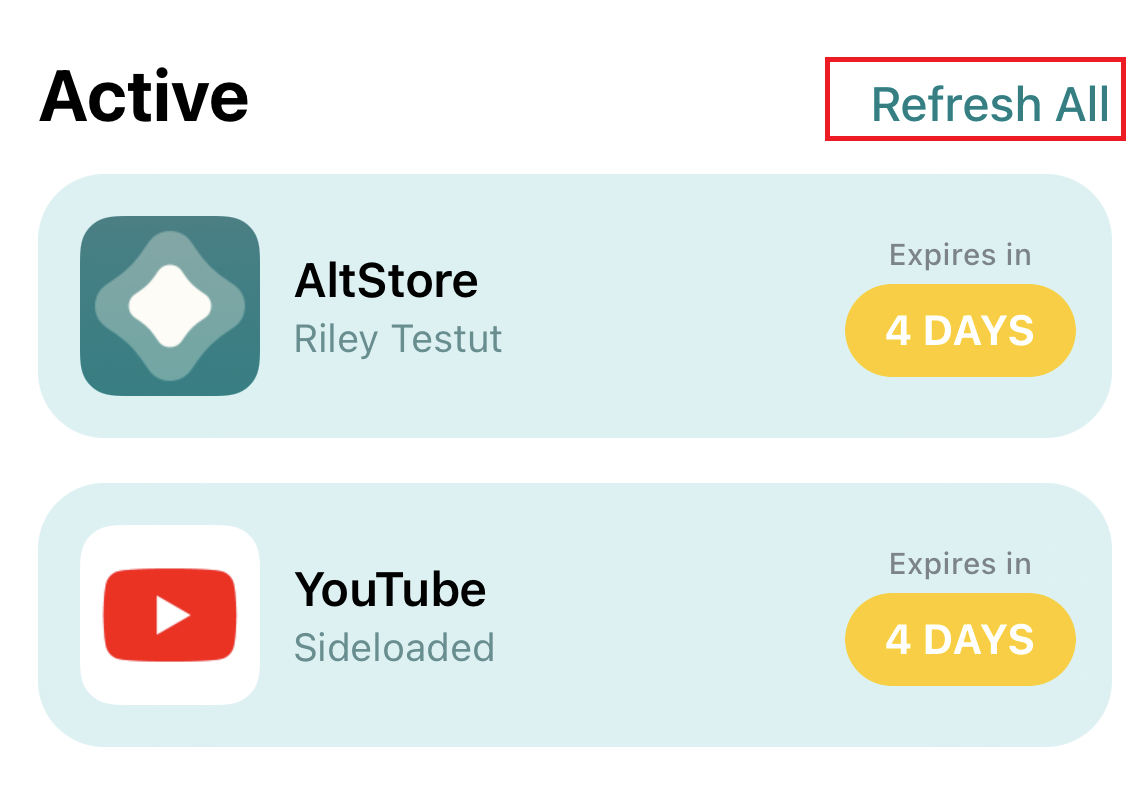 Active
Refresh All
AltStore
Riley Testut
Expires in
4 DAYS
YouTube
Sideloaded
Expires in
4 DAYS